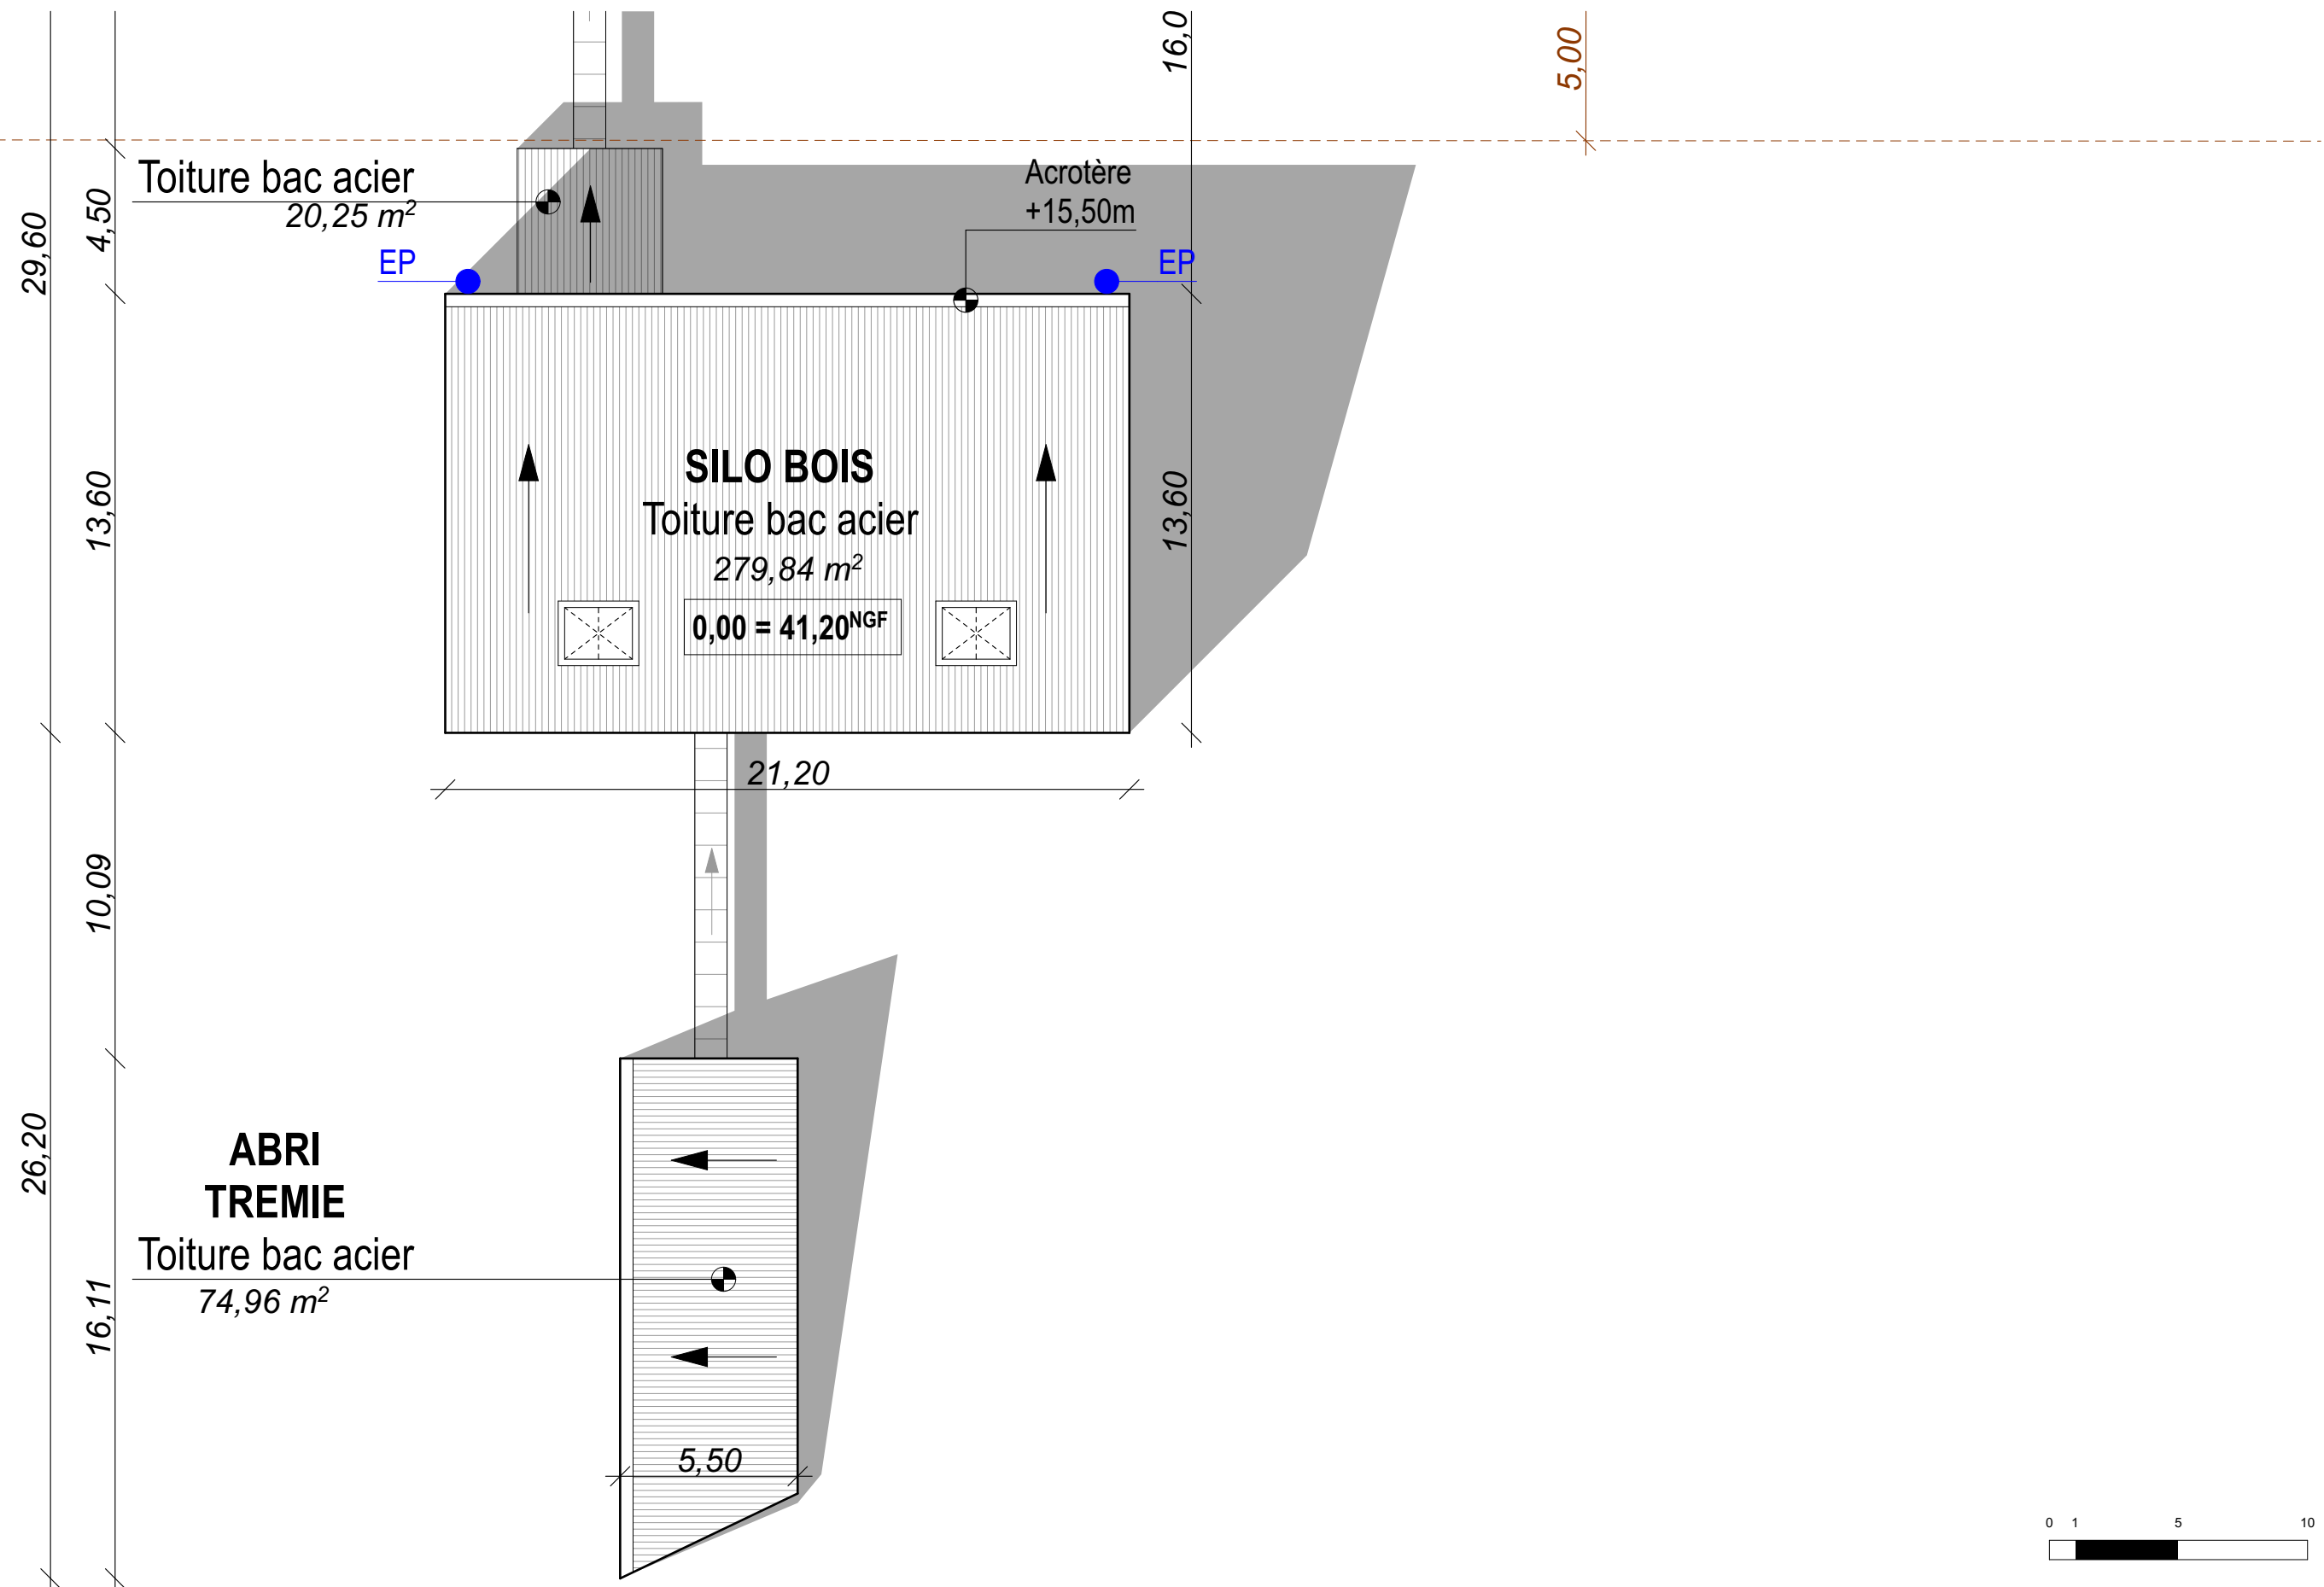 16,0
5,00
Toiture bac acier
20,25 m²
Acrotère
+15,50m
4,50
29,60
EP
EP
SILO BOIS
Toiture bac acier
279,84 m²
0,00 = 41,20 NGF
13,60
13,60
21,20
10,09
26,20
ABRI
TREMIE
Toiture bac acier
74,96 m²
16,11
5,50
0 1 5 10